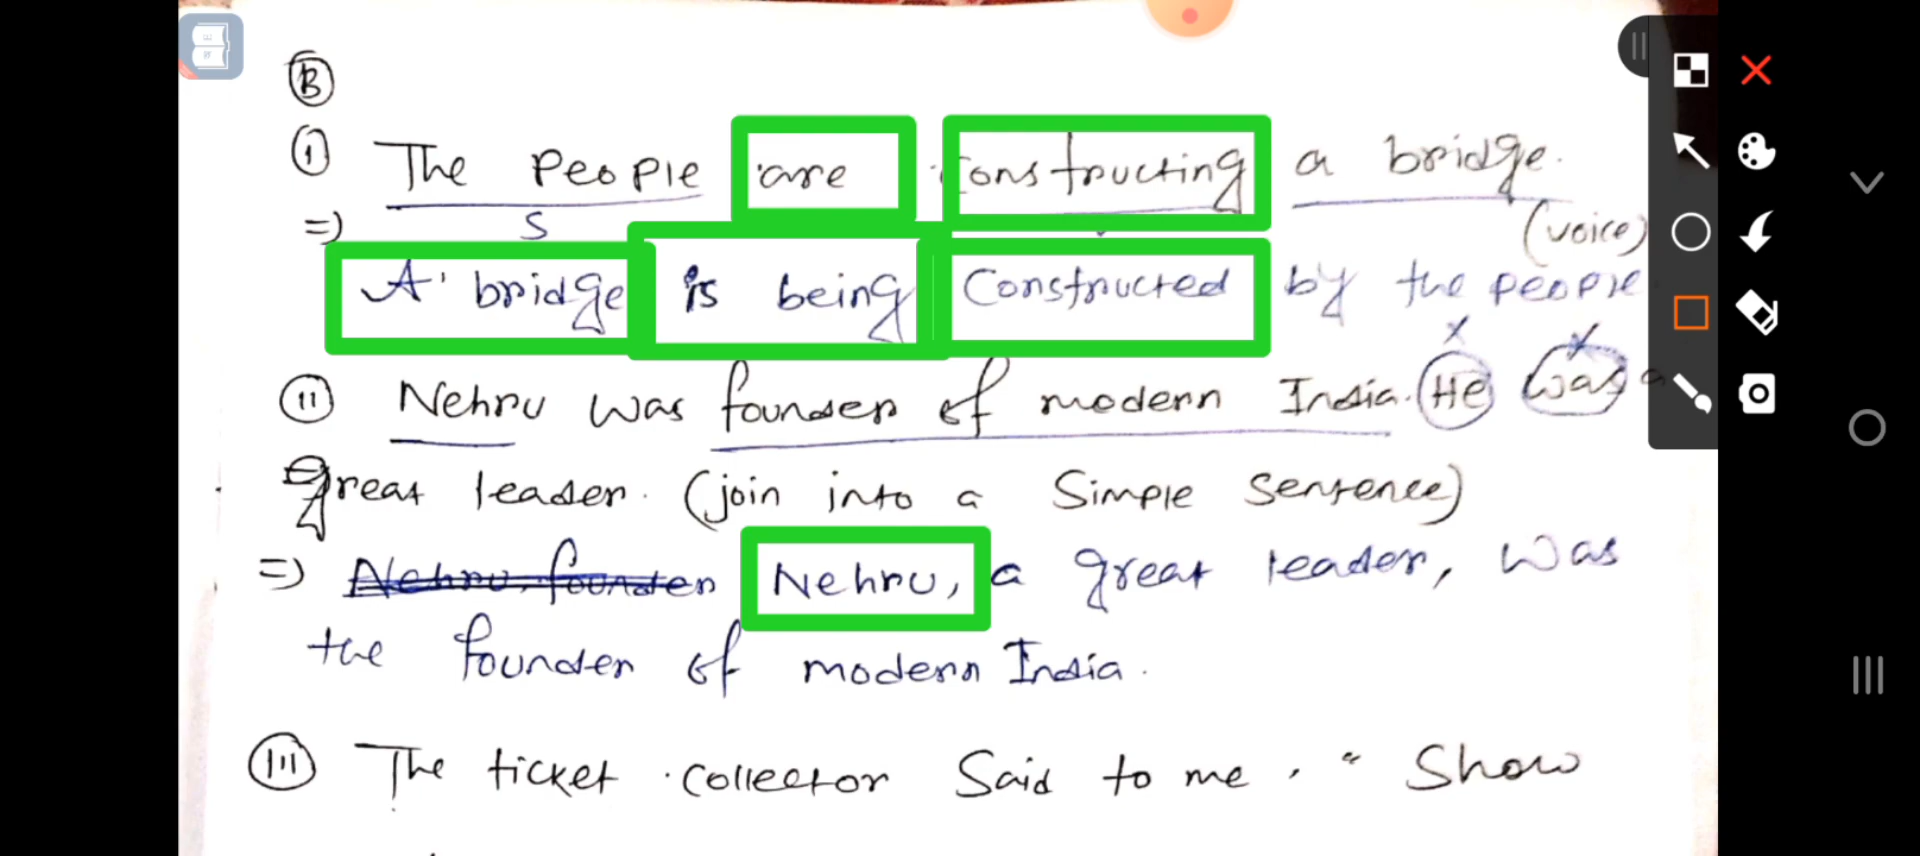 B
(i) The People are constructing a bridge.
S (voice)
=) A bridge is being Constructed by the people
(ii) Nehru was founder of modern India. He was a
great leader. (join into a Simple Sentence)
=) Nehru, founder Nehru, a great leader, was
the founder of modern India.
(iii) The ticket collector Said to me, " Show